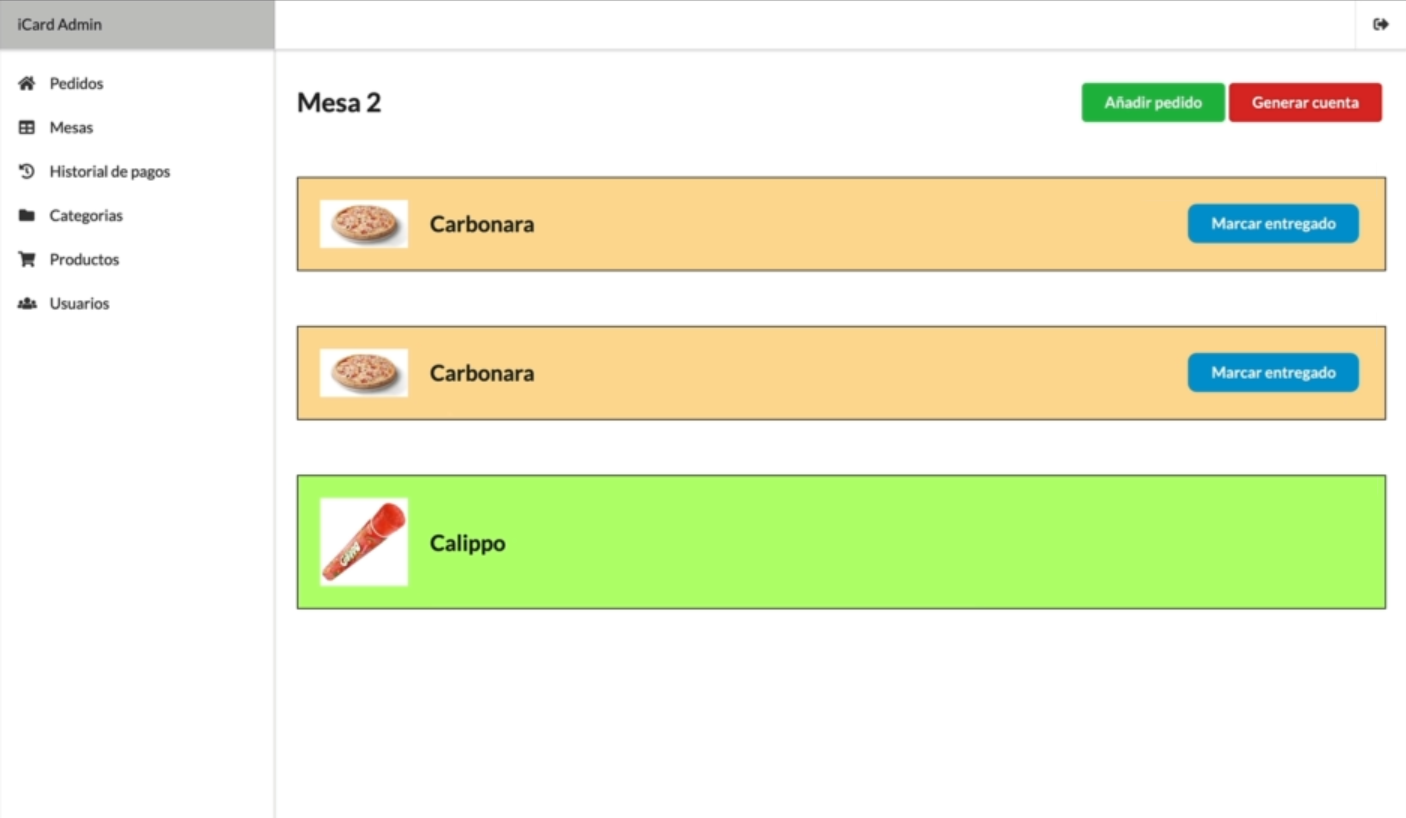 iCard Admin
Pedidos
Mesas
Historial de pagos
Categorias
Productos
Usuarios
Mesa 2
Añadir pedido
Generar cuenta
Carbonara
Marcar entregado
Carbonara
Marcar entregado
Calippo